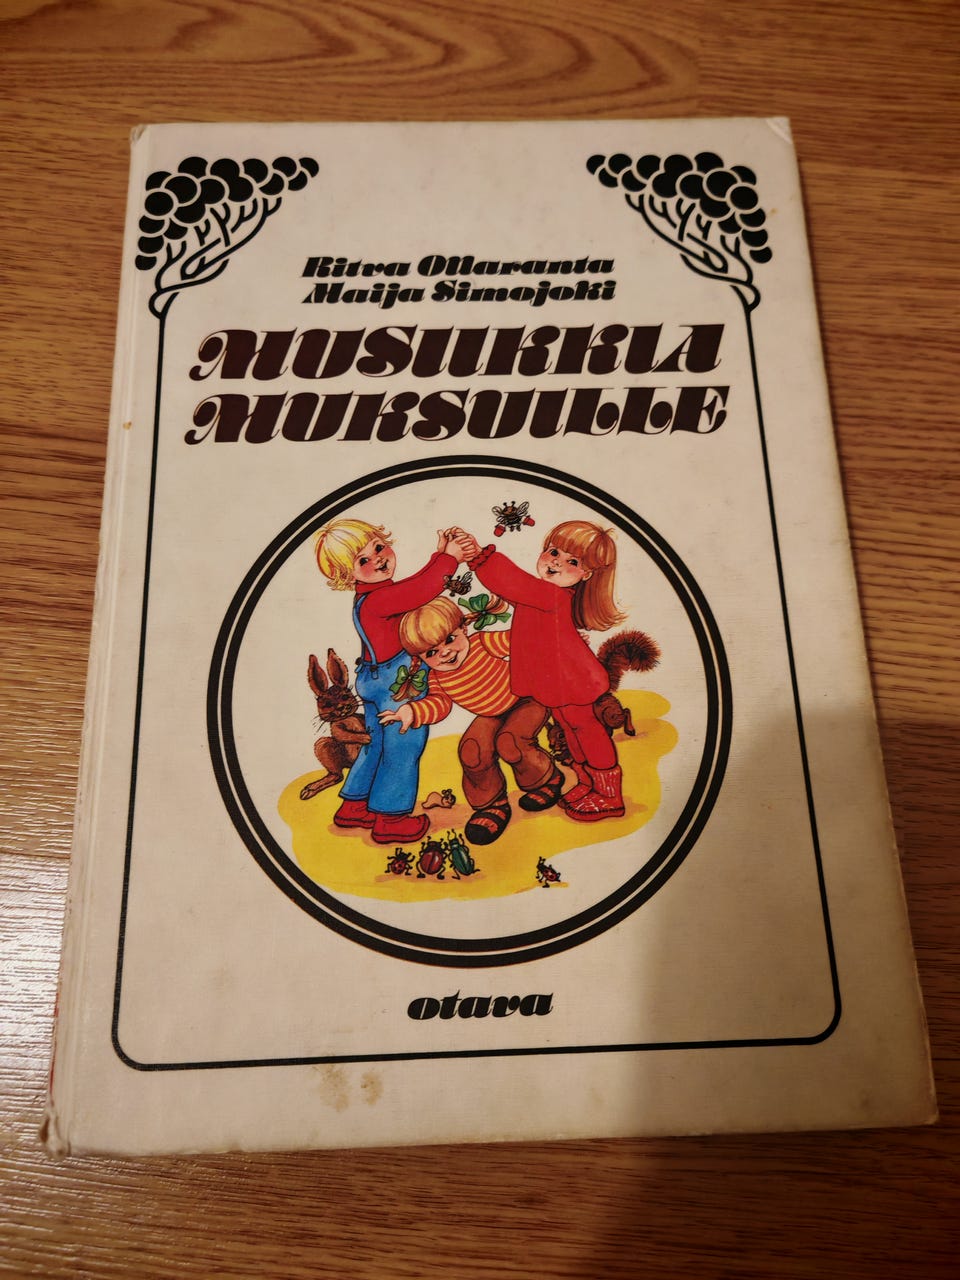 Ritva Ollaranta
Maija Simojoki
MUSIIKKIA
MUKSUILLE
otava